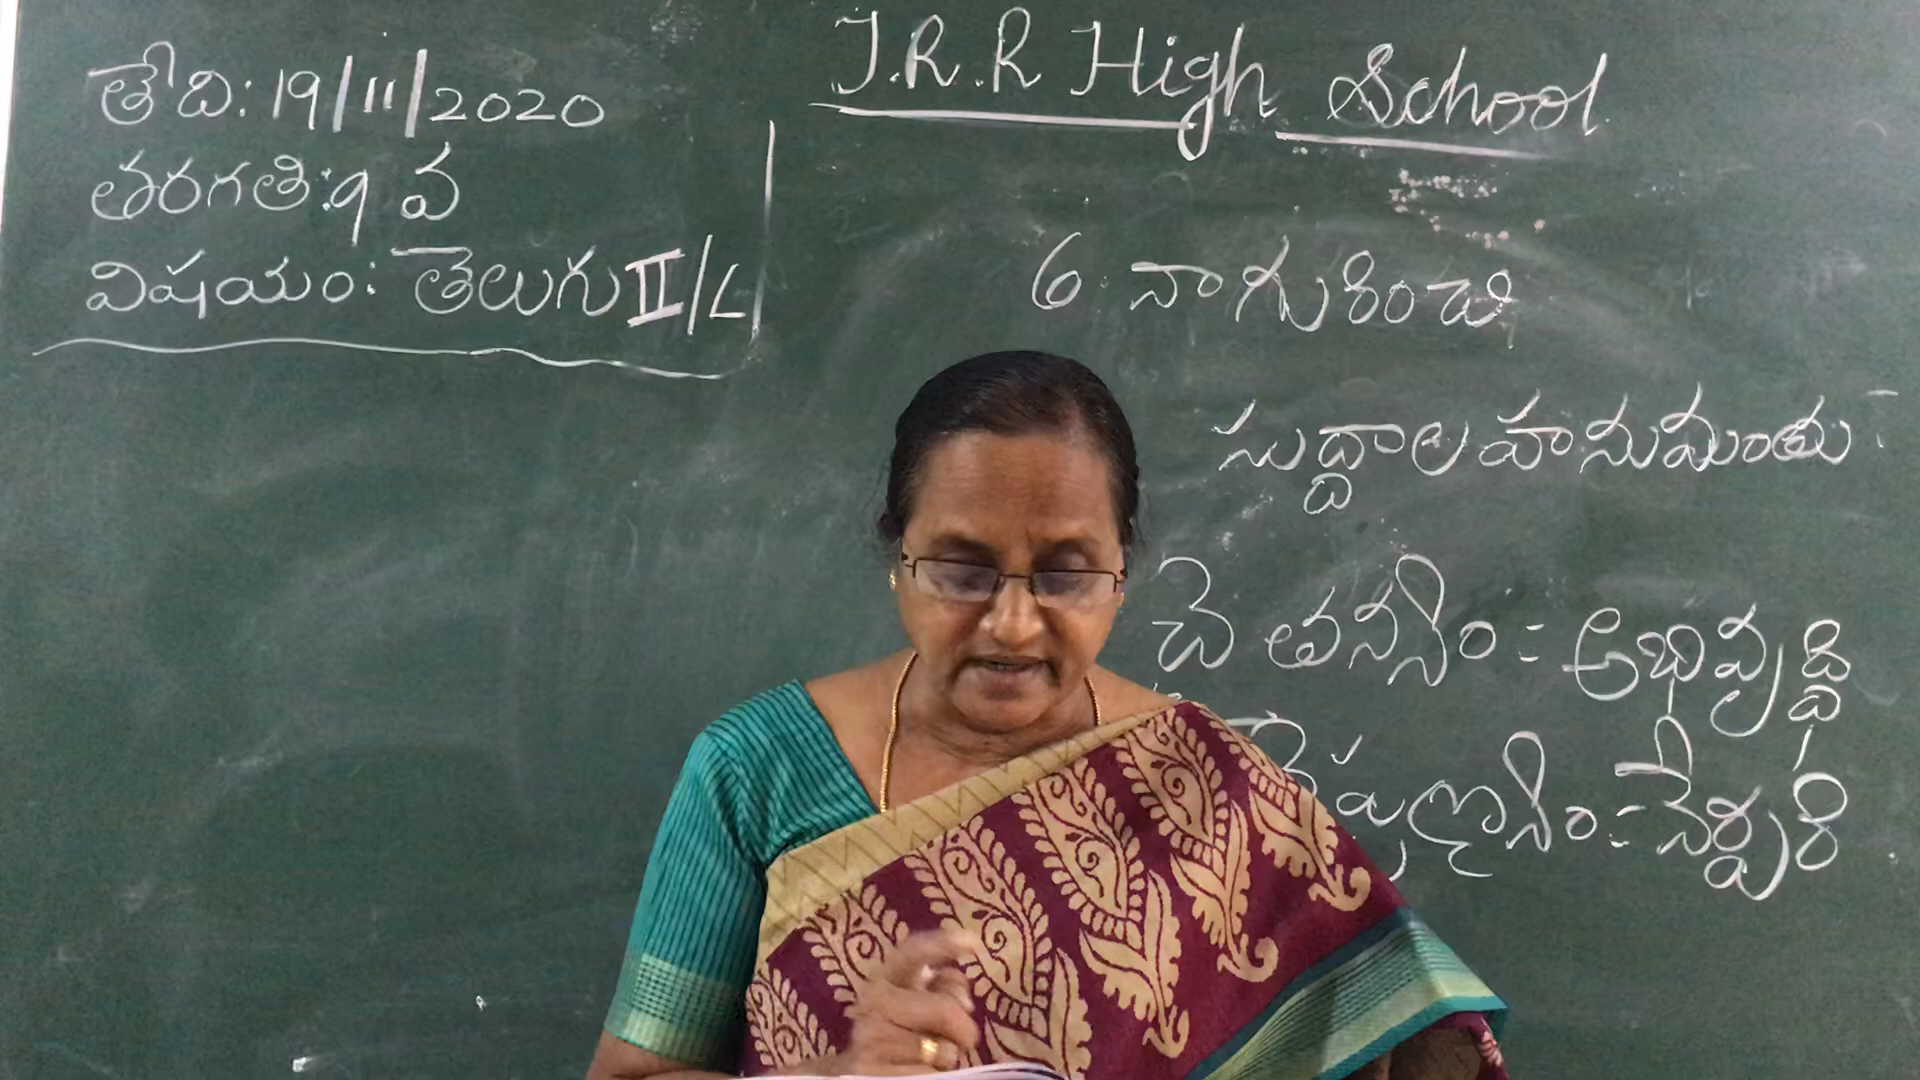 తేది: 19/11/2020
తరగతి: 9 వ
విషయం: తెలుగు II/L
J.R.R High School
6. నా గురించి
సుద్దాల హనుమంతు
చైతన్యం = అభివృద్ధి
నైపుణ్యం = నేర్పరి